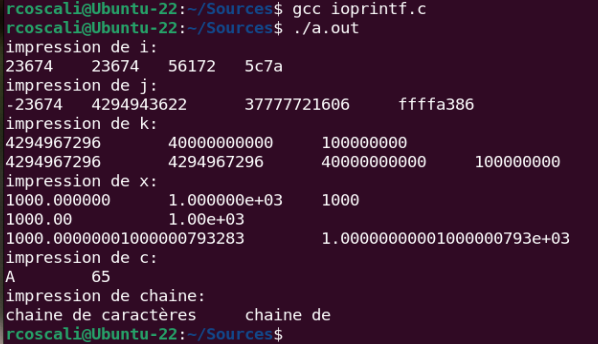 rcoscali@Ubuntu-22:~/Sources$ gcc ioprintf.c
rcoscali@Ubuntu-22:~/Sources$ ./a.out
impression de i:
23674 23674 56172 5c7a
impression de j:
-23674 4294943622 37777721606 ffffa386
impression de k:
4294967296 40000000000 100000000
4294967296 4294967296 40000000000 100000000
impression de x:
1000.000000 1.000000e+03 1000
1000.00 1.00e+03
1000.00000001000000793283 1.00000000001000000793e+03
impression de c:
A 65
impression de chaine:
chaine de caractères chaine de
rcoscali@Ubuntu-22:~/Sources$